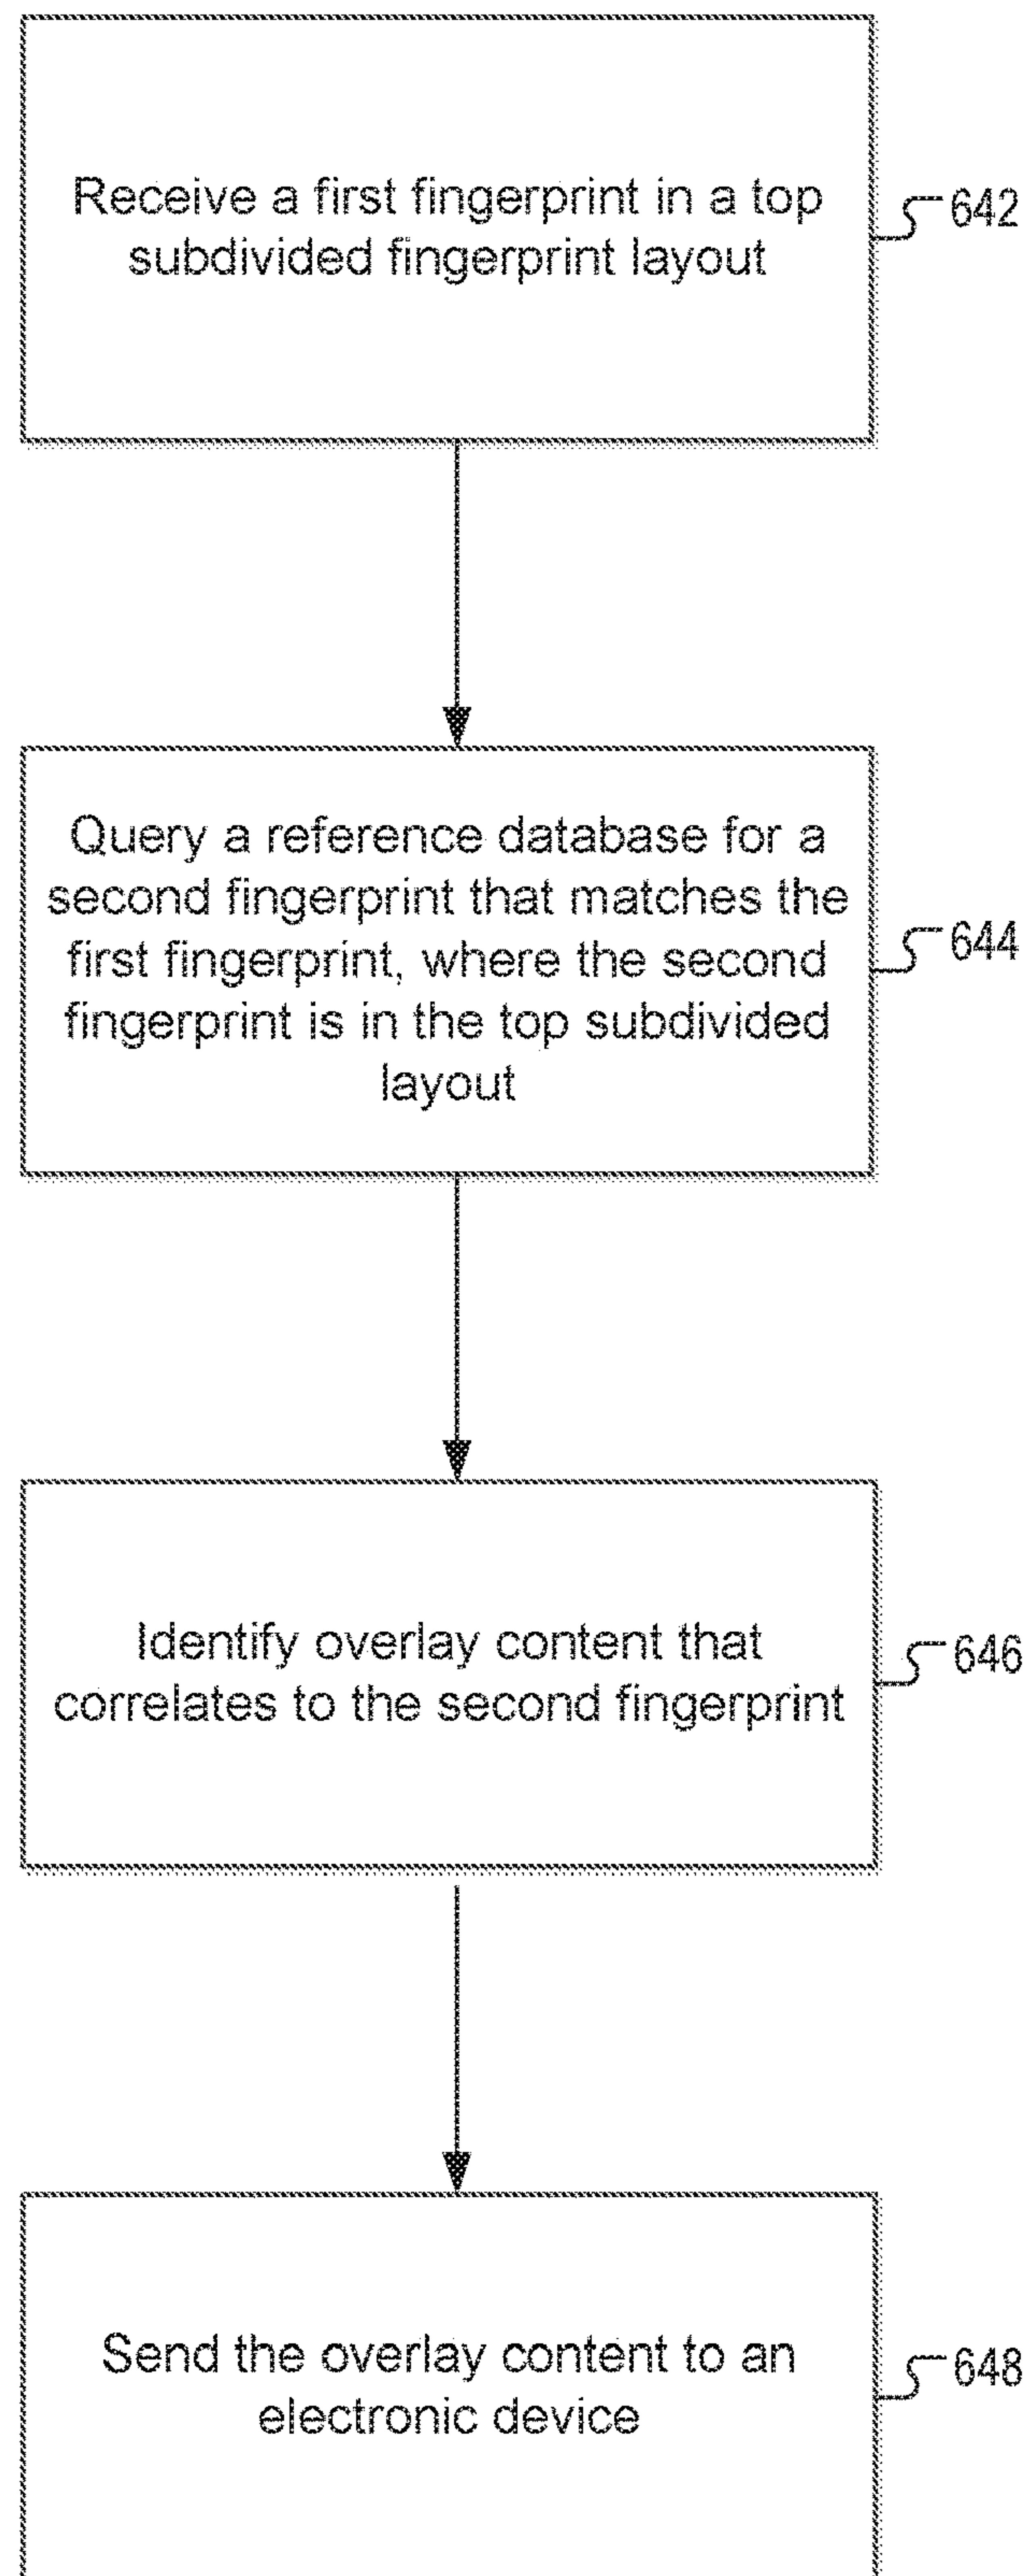 Receive a first fingerprint in a top
subdivided fingerprint layout
642
Query a reference database for a
second fingerprint that matches the
first fingerprint, where the second
fingerprint is in the top subdivided
layout
644
Identify overlay content that
correlates to the second fingerprint
646
Send the overlay content to an
electronic device
648